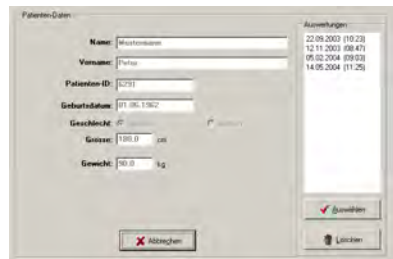 Patienten-Daten
Name: Mustermann
Vorname: Petra
Patienten-ID: 6291
Geburtsdatum: 01.06.1962
Geschlecht:
Grösse: 180.0 cm
Gewicht: 90.0 kg
Abbrechen
Auswertungen
22.09.2003 (10:23)
12.11.2003 (08:47)
05.02.2004 (09:03)
14.05.2004 (11:25)
Auswählen
Löschen